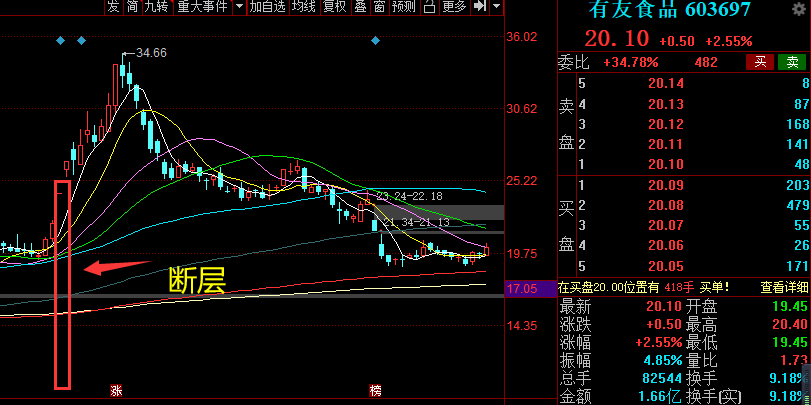 发 简 九转 重大事件 加自选 均线 复权 叠 窗 预测 凸 更多
34.66
23.24-22.18
21.34-21.13
断层
涨 榜
36.02
30.62
25.22
19.75
17.05
14.35
有友食品 603697
20.10 +0.50 +2.55%
委比 +34.78% 482 买 卖
卖盘
5 20.14 8
4 20.13 87
3 20.12 168
2 20.11 141
1 20.10 48
买盘
1 20.09 203
2 20.08 479
3 20.07 55
4 20.06 26
5 20.05 171
在买盘20.00位置有 418手 买单! 查看详细
最新 20.10 开盘 19.45
涨跌 +0.50 最高 20.40
涨幅 +2.55% 最低 19.45
振幅 4.85% 量比 1.73
总手 82544 换手 9.18%
金额 1.66亿 换手(实) 9.18%